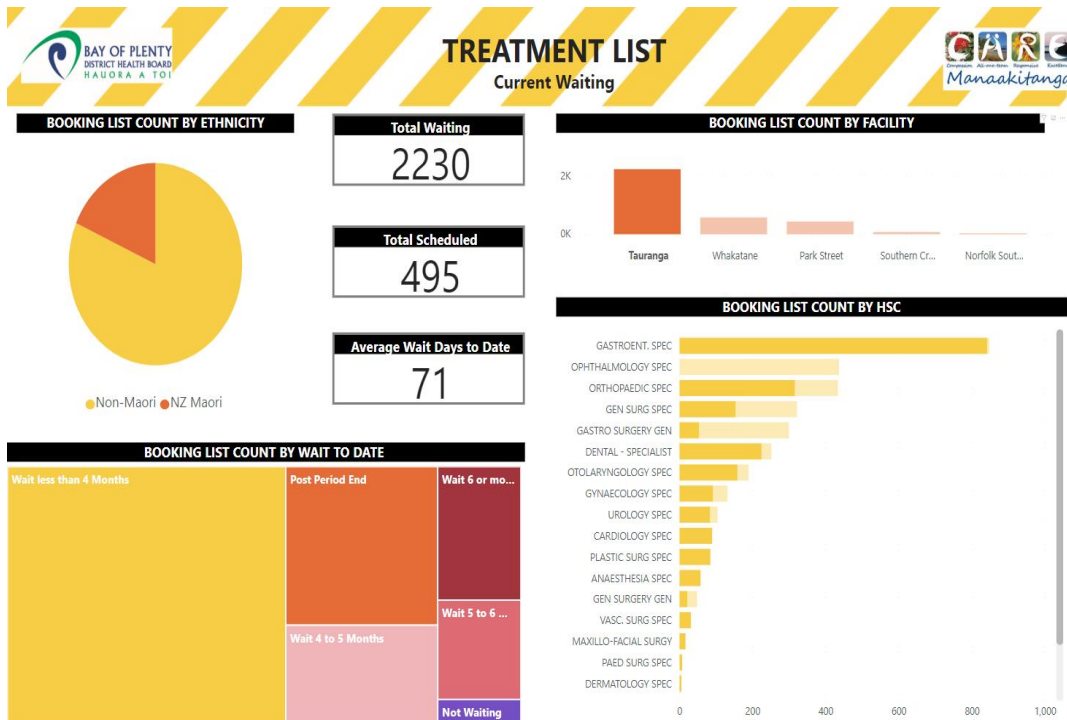 BAY OF PLENTY
DISTRICT HEALTH BOARD
HAUORA A TOI
TREATMENT LIST
Current Waiting
CARE
Manaakitanga
BOOKING LIST COUNT BY ETHNICITY
Non-Maori NZ Maori
Total Waiting
2230
Total Scheduled
495
Average Wait Days to Date
71
BOOKING LIST COUNT BY FACILITY
2K
0K
Tauranga Whakatane Park Street Southern Cr... Norfolk Sout...
BOOKING LIST COUNT BY WAIT TO DATE
Wait less than 4 Months
Post Period End
Wait 6 or mo...
Wait 5 to 6 ...
Wait 4 to 5 Months
Not Waiting
BOOKING LIST COUNT BY HSC
GASTROENT. SPEC
OPHTHALMOLOGY SPEC
ORTHOPAEDIC SPEC
GEN SURG SPEC
GASTRO SURGERY GEN
DENTAL - SPECIALIST
OTOLARYNGOLOGY SPEC
GYNAECOLOGY SPEC
UROLOGY SPEC
CARDIOLOGY SPEC
PLASTIC SURG SPEC
ANAESTHESIA SPEC
GEN SURGERY GEN
VASC. SURG SPEC
MAXILLO-FACIAL SURGY
PAED SURG SPEC
DERMATOLOGY SPEC
0 200 400 600 800 1,000